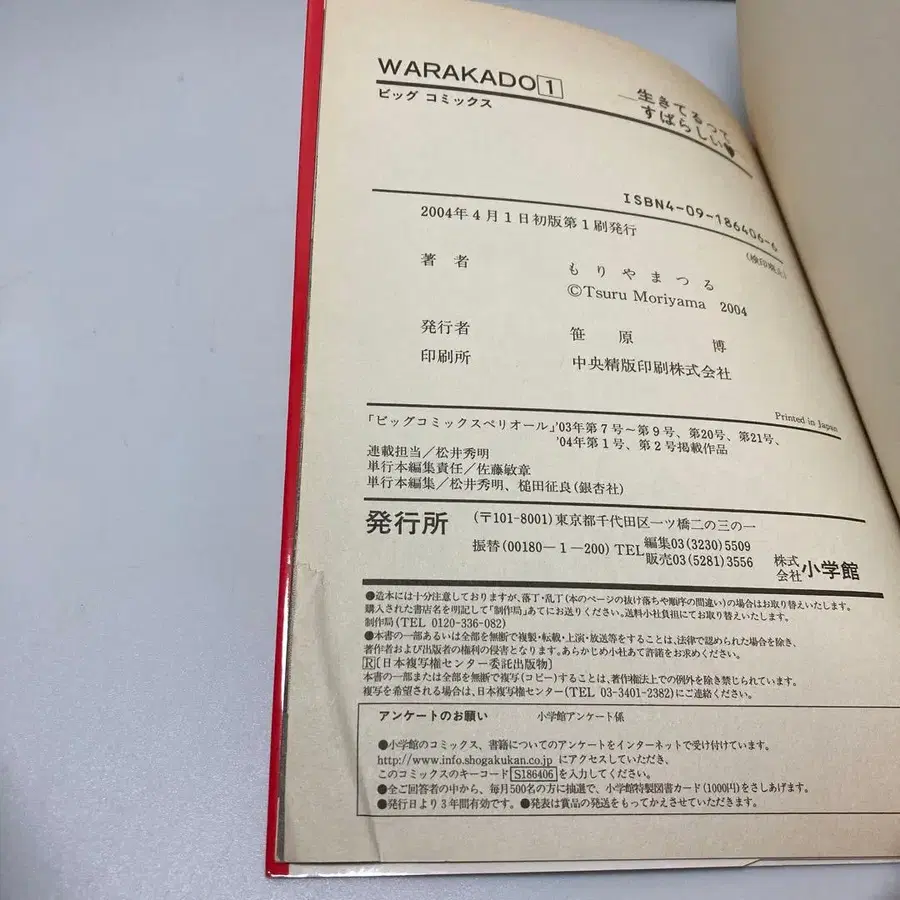 WARAKADO1
ビッグ コミックス
生きてるって
すばらしい♥
ISBN4-09-186406-6
2004年4月1日初版第1刷発行
(検印廃止)
著者 もりやまつる
©Tsuru Moriyama 2004
発行者 笹原 博
印刷所 中央精版印刷株式会社
Printed in Japan
「ビッグコミックスペリオール」'03年第7号〜第9号、第20号、第21号、
'04年第1号、第2号掲載作品
連載担当/松井秀明
単行本編集責任/佐藤敏章
単行本編集/松井秀明、槌田征良(銀杏社)
発行所 (〒101-8001)東京都千代田区一ツ橋二の三の一
振替(00180-1-200) TEL 編集03(3230)5509
販売03(5281)3556
株式会社 小学館
●造本には十分注意しておりますが、落丁・乱丁(本のページの抜け落ちや順序の間違い)の場合はお取り替えいたします。
購入された書店名を明記して「制作局」あてにお送りください。送料小社負担にてお取り替えいたします。
制作局(TEL 0120-336-082)
●本書の一部あるいは全部を無断で複製・転載・上演・放送等をすることは、法律で認められた場合を除き、
著作者および出版者の権利の侵害となります。あらかじめ小社あて許諾をお求めください。
R[日本複写権センター委託出版物]
本書の一部または全部を無断で複写(コピー)することは、著作権法上での例外を除き禁じられています。
複写を希望される場合は、日本複写権センター(TEL 03-3401-2382)にご連絡ください。
アンケートのお願い 小学館アンケート係
●小学館のコミックス、書籍についてのアンケートをインターネットで受け付けています。
http://www.info.shogakukan.co.jp にアクセスしていただき、
このコミックスのキーコード S186406 を入力してください。
●全ご回答者の中から、毎月500名の方に抽選で、小学館特製図書カード(1000円)をさしあげます。
●発行日より3年間有効です。●発表は賞品の発送をもってかえさせていただきます。